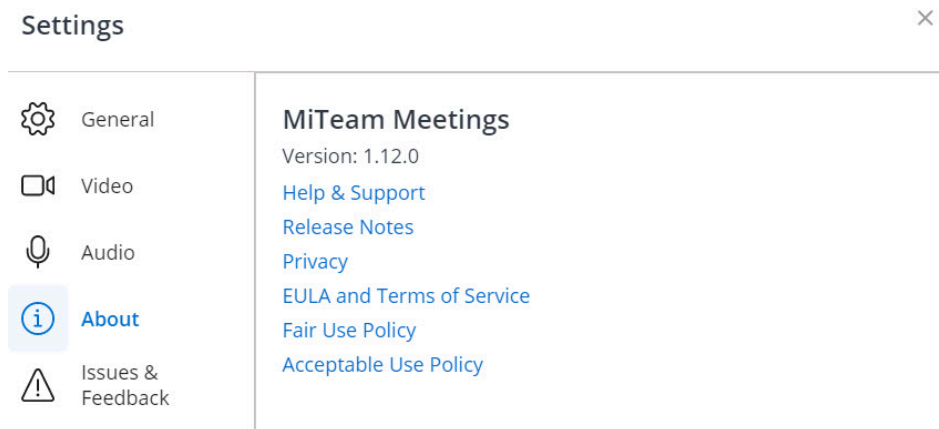 Settings
General
Video
Audio
About
Issues &
Feedback
MiTeam Meetings
Version: 1.12.0
Help & Support
Release Notes
Privacy
EULA and Terms of Service
Fair Use Policy
Acceptable Use Policy